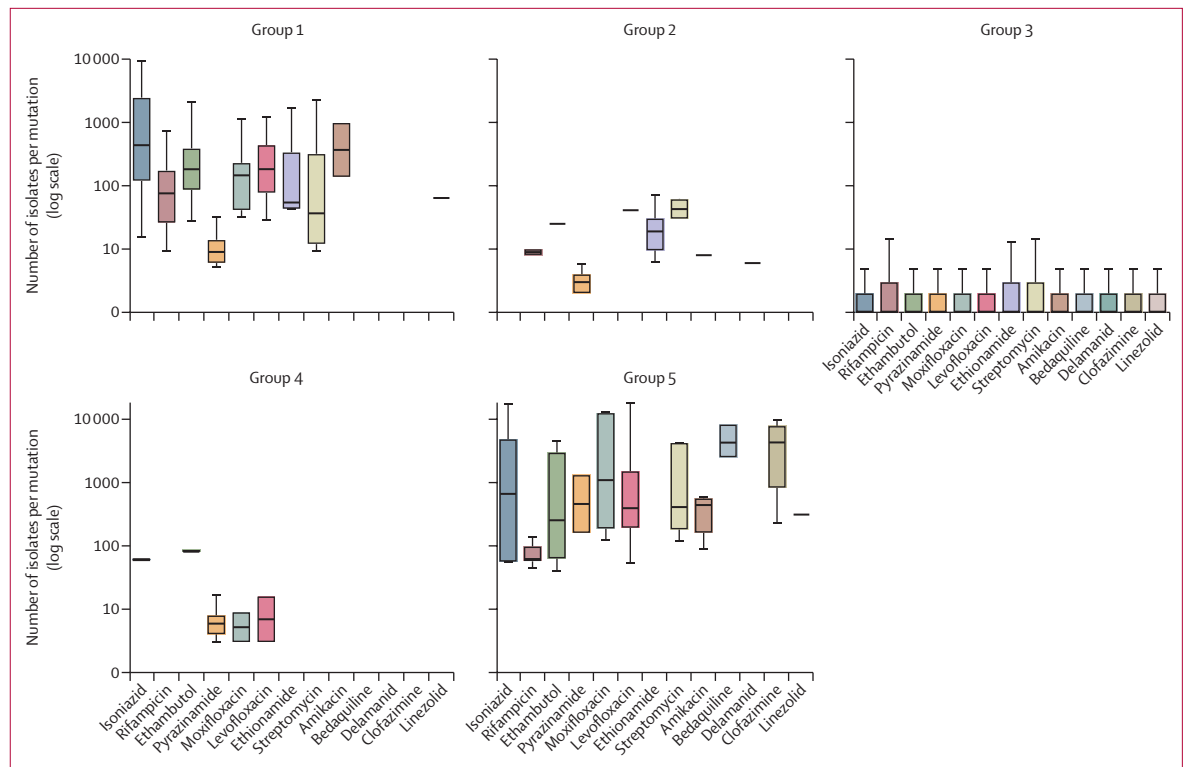 Group 1
Group 2
Group 3
Number of isolates per mutation
(log scale)
10 000
1000
100
10
0
Isoniazid
Rifampicin
Ethambutol
Pyrazinamide
Moxifloxacin
Levofloxacin
Ethionamide
Streptomycin
Amikacin
Bedaquiline
Delamanid
Clofazimine
Linezolid
Group 4
Group 5
Number of isolates per mutation
(log scale)
10000
1000
100
10
0
Isoniazid
Rifampicin
Ethambutol
Pyrazinamide
Moxifloxacin
Levofloxacin
Ethionamide
Streptomycin
Amikacin
Bedaquiline
Delamanid
Clofazimine
Linezolid
Isoniazid
Rifampicin
Ethambutol
Pyrazinamide
Moxifloxacin
Levofloxacin
Ethionamide
Streptomycin
Amikacin
Bedaquiline
Delamanid
Clofazimine
Linezolid